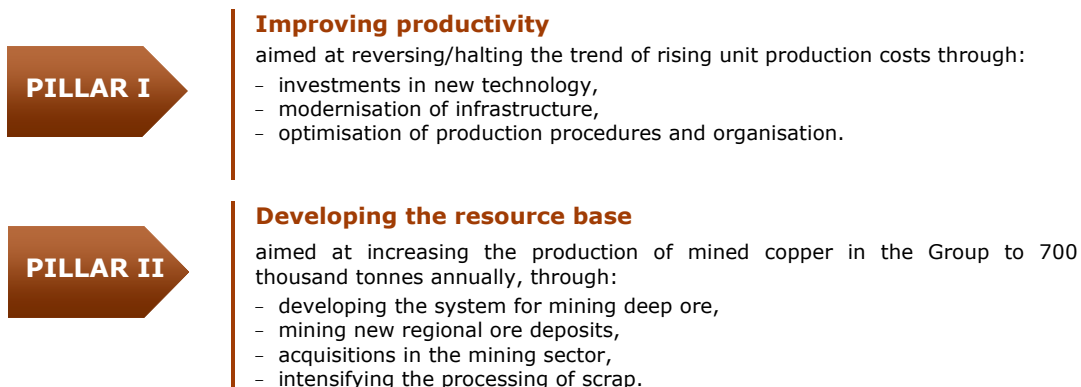 PILLAR I
Improving productivity
aimed at reversing/halting the trend of rising unit production costs through:
– investments in new technology,
– modernisation of infrastructure,
– optimisation of production procedures and organisation.
PILLAR II
Developing the resource base
aimed at increasing the production of mined copper in the Group to 700
thousand tonnes annually, through:
– developing the system for mining deep ore,
– mining new regional ore deposits,
– acquisitions in the mining sector,
– intensifying the processing of scrap.